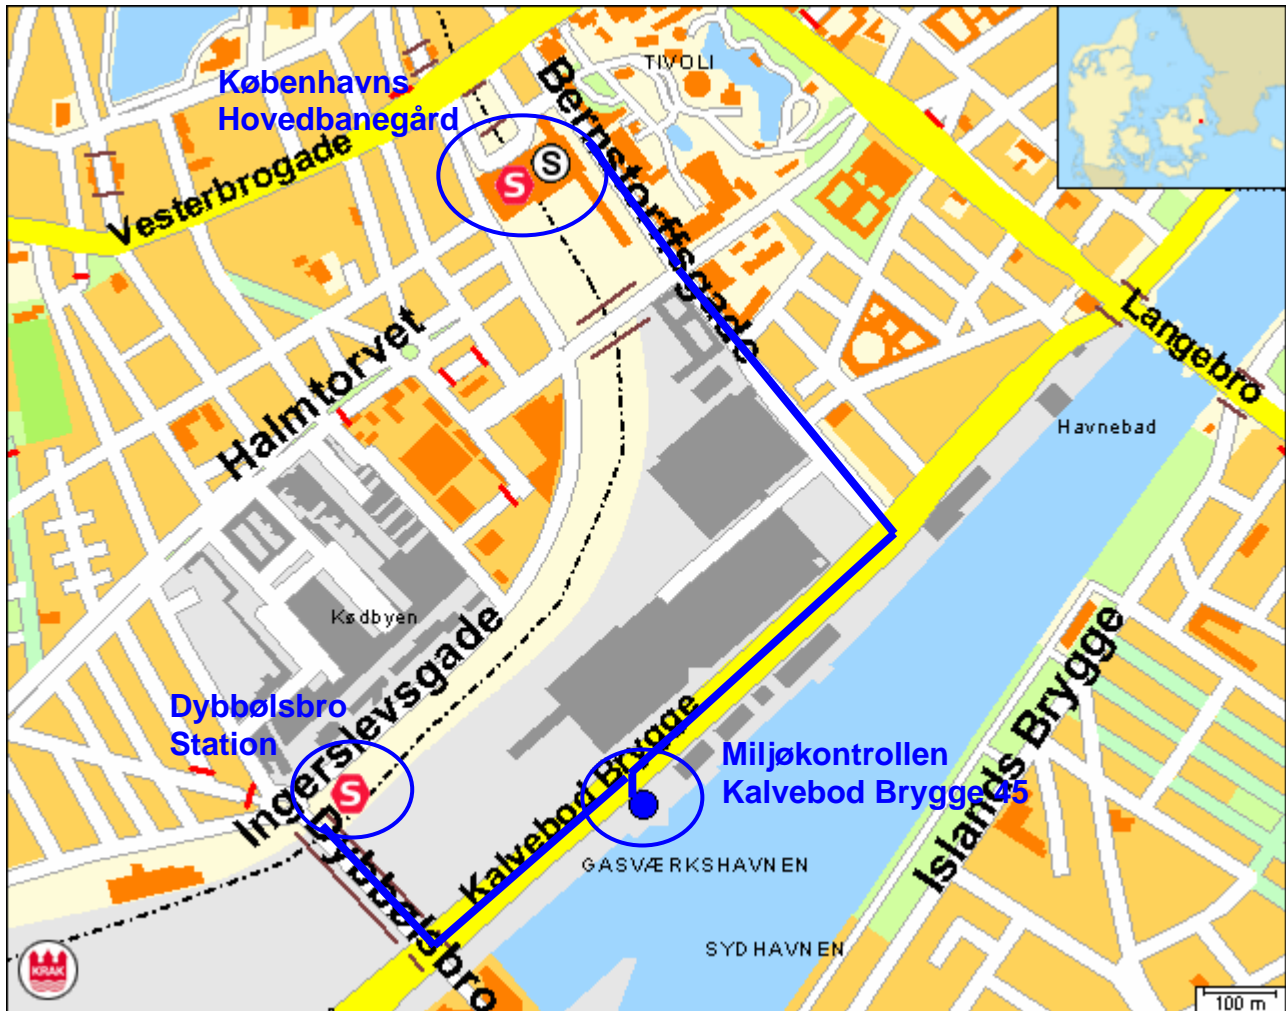 TIVOLI
Københavns
Hovedbanegård
Bernstorffsgade
S
S
Vesterbrogade
Langebro
Halmtorvet
Havnebad
Kødbyen
Ingerslevsgade
Islands Brygge
Dybbølsbro
Station
S
Kalvebod Brygge
Miljøkontrollen
Kalvebod Brygge 45
Dybbølsbro
GASVÆRKSHAVNEN
SYDHAVNEN
KRAK
100 m